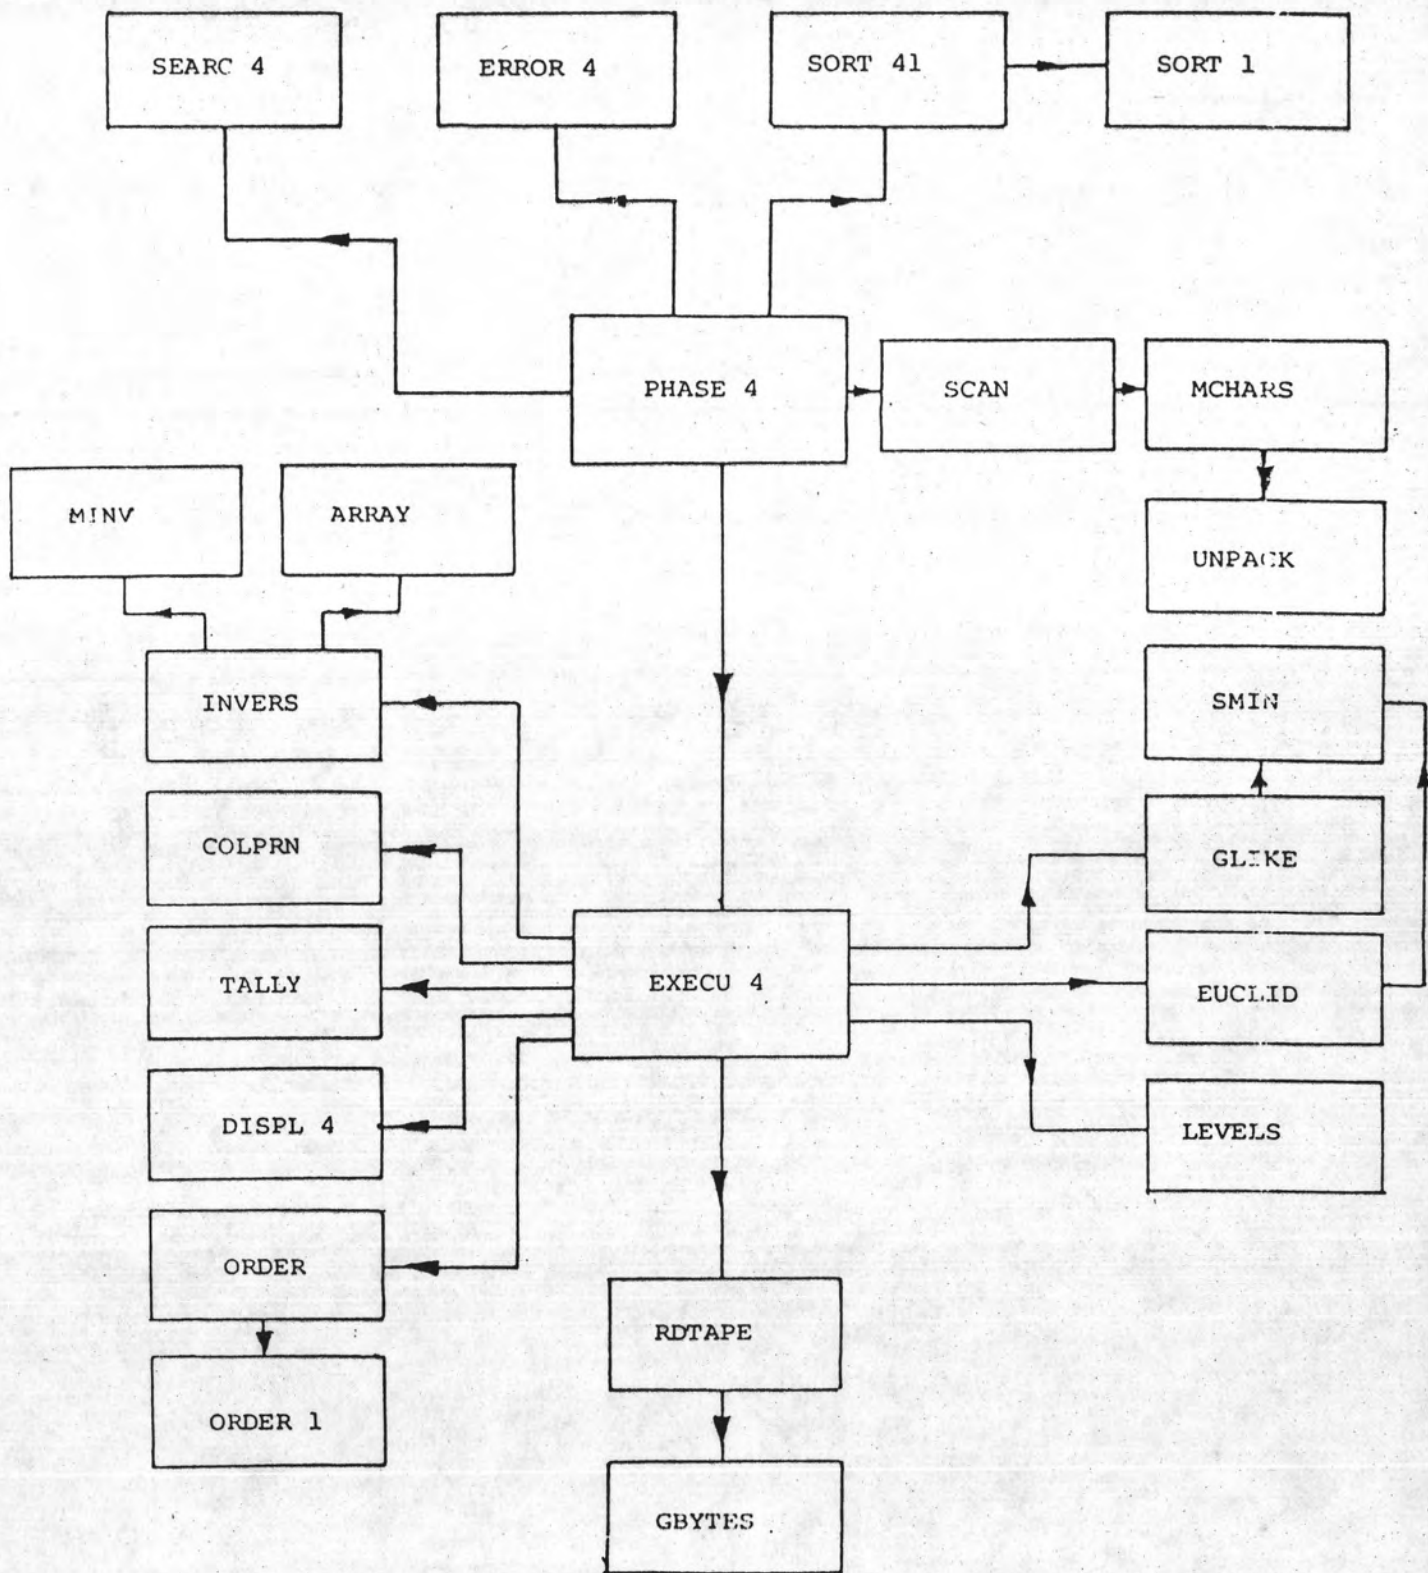 SEARC 4
ERROR 4
SORT 41
SORT 1
PHASE 4
SCAN
MCHARS
MINV
ARRAY
UNPACK
INVERS
SMIN
COLPRN
GLIKE
TALLY
EXECU 4
EUCLID
DISPL 4
LEVELS
ORDER
RDTAPE
ORDER 1
GBYTES